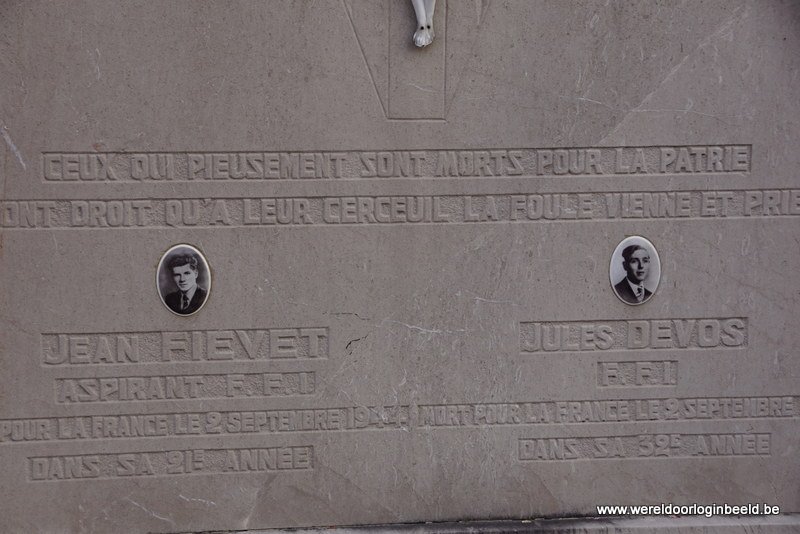 CEUX QUI PIEUSEMENT SONT MORTS POUR LA PATRIE
ONT DROIT QU'A LEUR CERCEUIL LA FOULE VIENNE ET PRIE
JEAN FIEVET
ASPIRANT F.F.I
POUR LA FRANCE LE 2 SEPTEMBRE 1944
DANS SA 21E ANNÉE
JULES DEVOS
F.F.I
MORT POUR LA FRANCE LE 2 SEPTEMBRE
DANS SA 32E ANNÉE
www.wereldoorloginbeeld.be